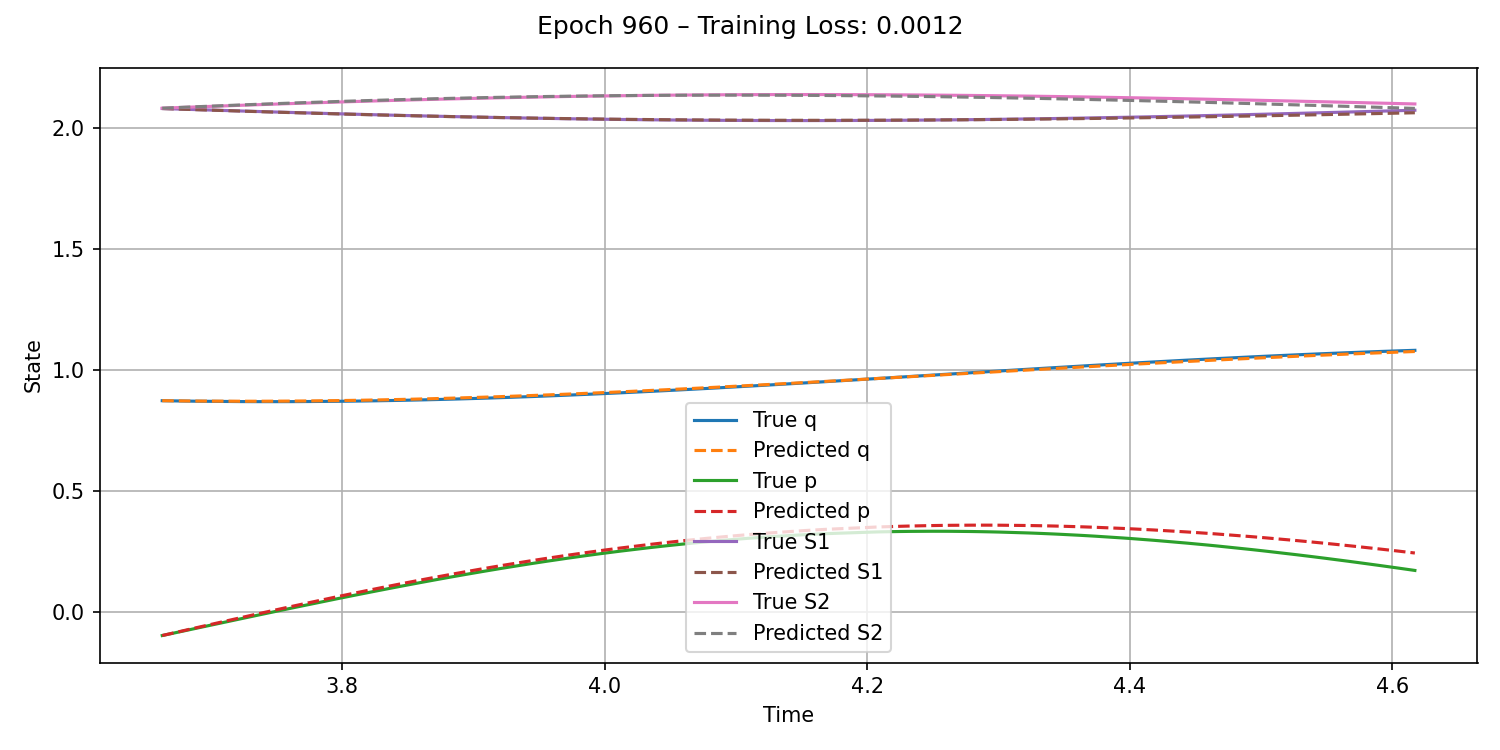 Epoch 960 – Training Loss: 0.0012
State
2.0
1.5
1.0
0.5
0.0
True q
Predicted q
True p
Predicted p
True S1
Predicted S1
True S2
Predicted S2
3.8 4.0 4.2 4.4 4.6
Time